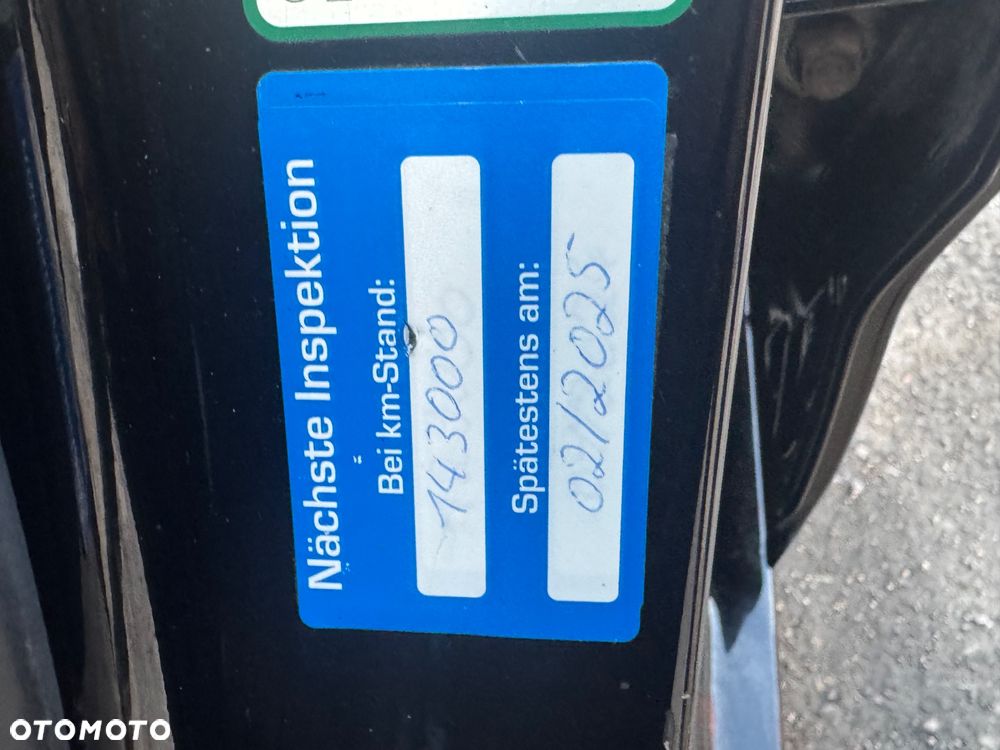 Nächste Inspektion
Bei km-Stand:
143000
Spätestens am:
02/2025
OTOMOTO